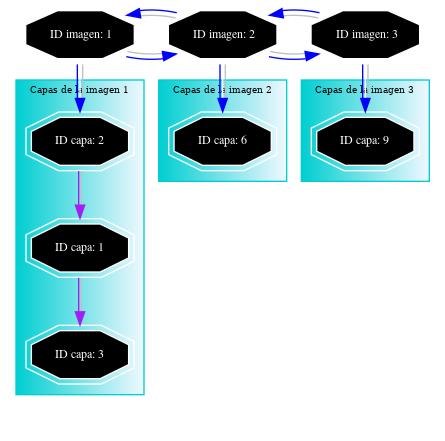 ID imagen: 1
ID imagen: 2
ID imagen: 3
Capas de la imagen 1
Capas de la imagen 2
Capas de la imagen 3
ID capa: 2
ID capa: 6
ID capa: 9
ID capa: 1
ID capa: 3